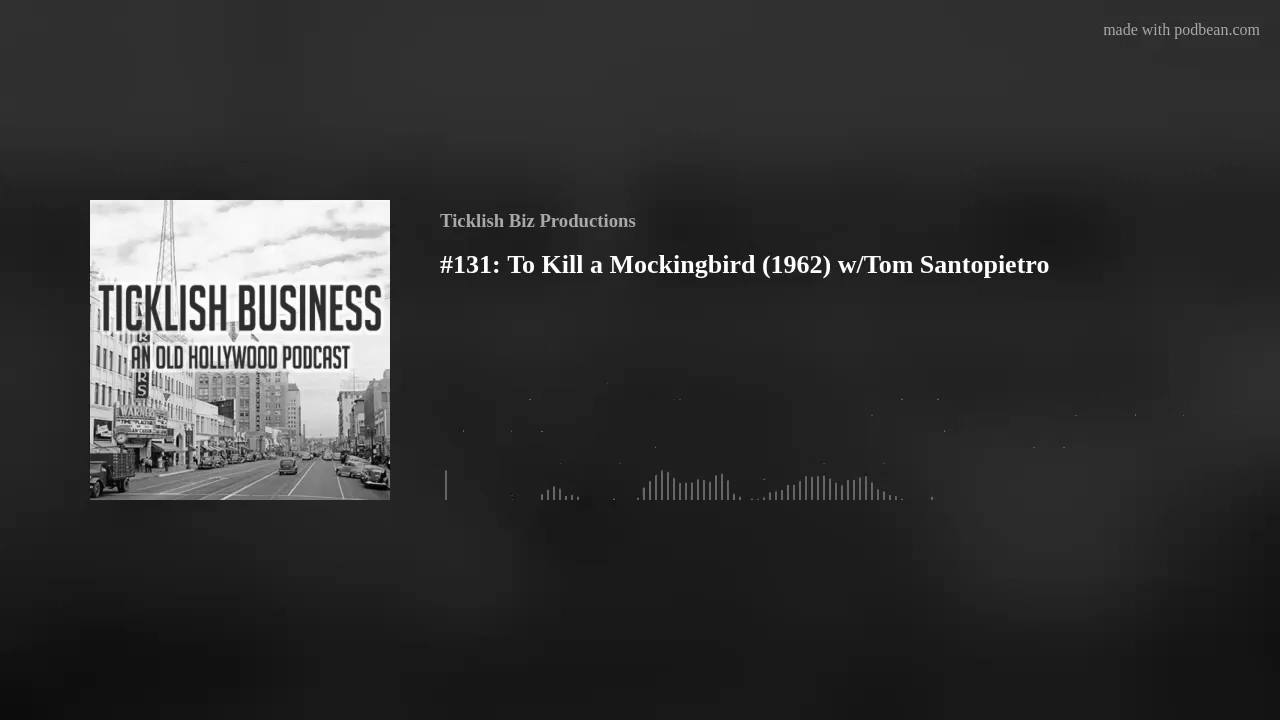 made with podbean.com
Ticklish Biz Productions
#131: To Kill a Mockingbird (1962) w/Tom Santopietro
TICKLISH BUSINESS
AN OLD HOLLYWOOD PODCAST
WARNER